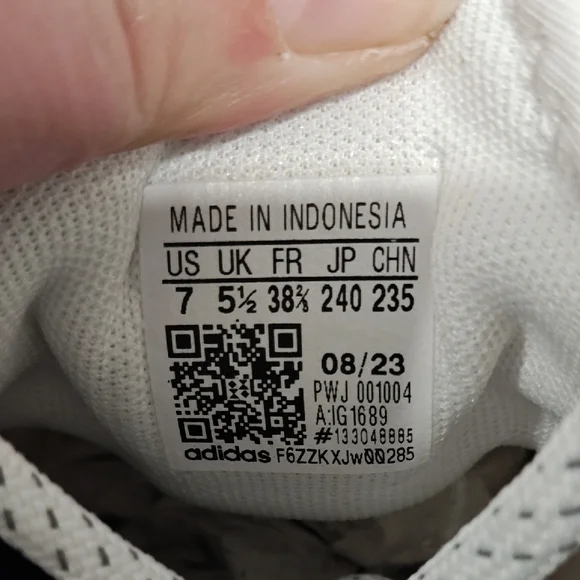 MADE IN INDONESIA
US UK FR JP CHN
7 5½ 38⅔ 240 235
08/23
PWJ 001004
A:IG1689
#133048885
adidas F6ZZKXJw00285